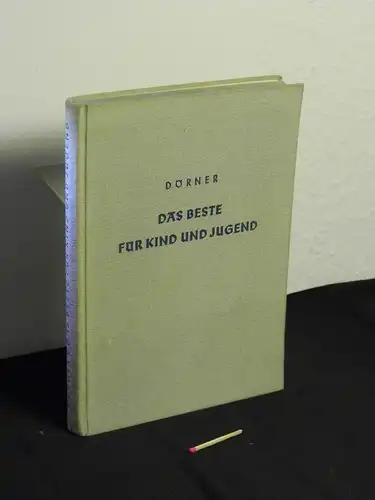 DÖRNER
DAS BESTE
FÜR KIND UND JUGEND